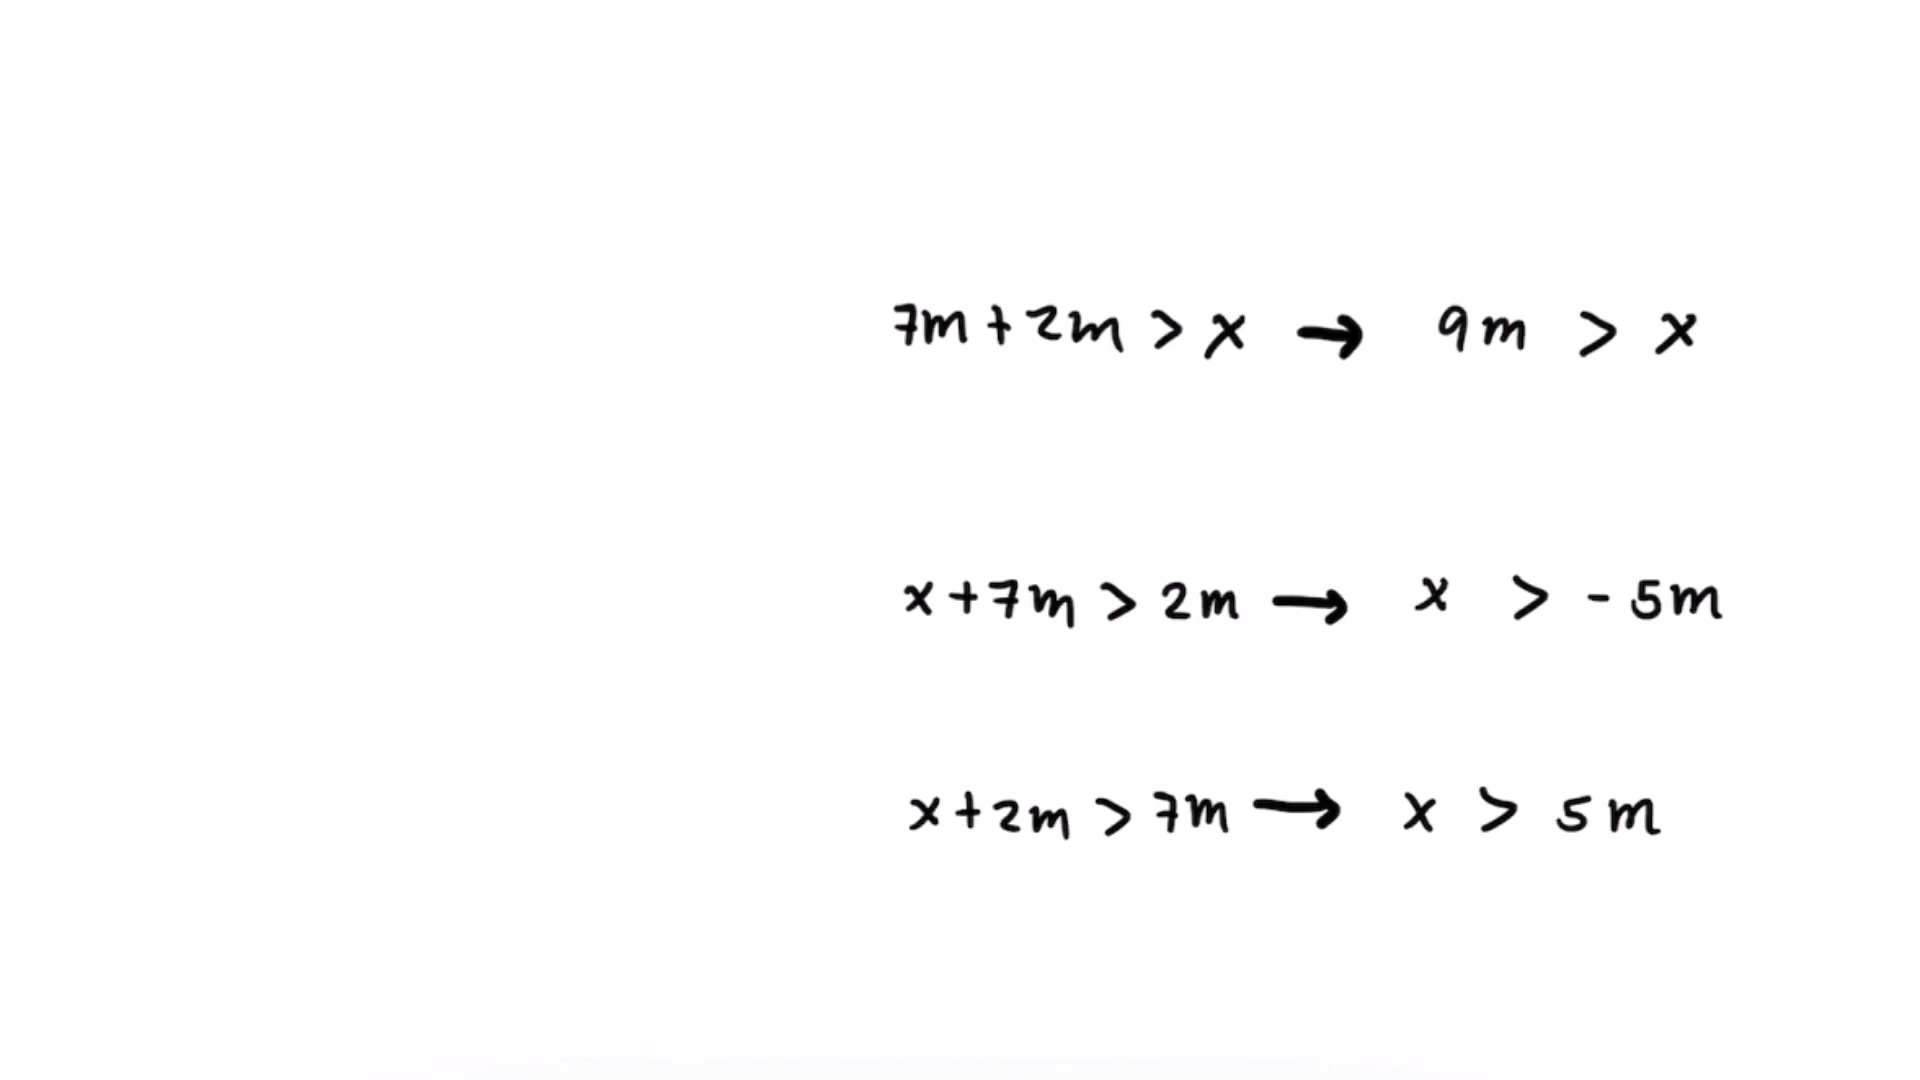 7m + 2m > x → 9m > x
x + 7m > 2m → x > - 5m
x + 2m > 7m → x > 5m